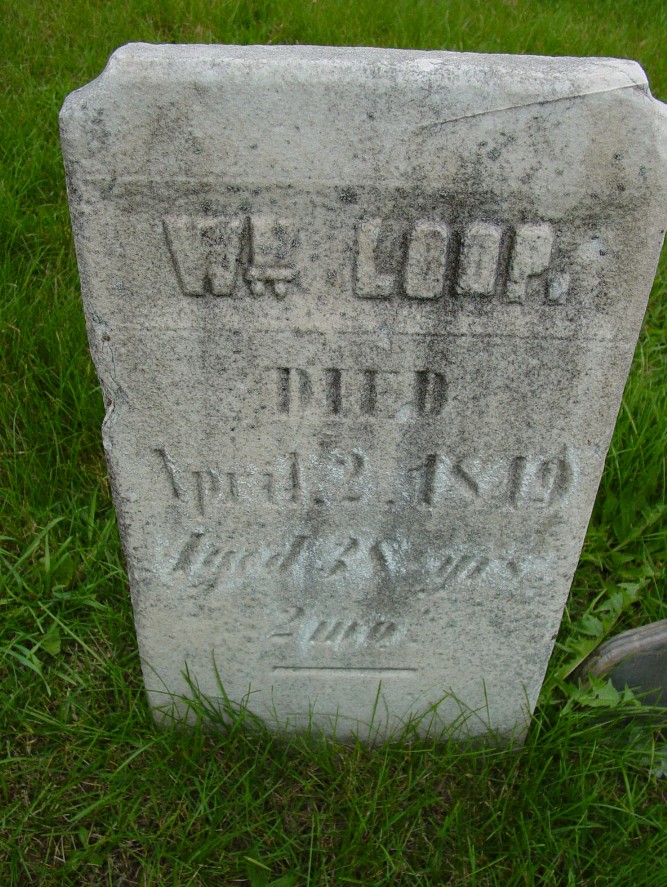 Wm LOOP.
DIED
April, 2, 1849
Aged 38 yrs
2 mo.